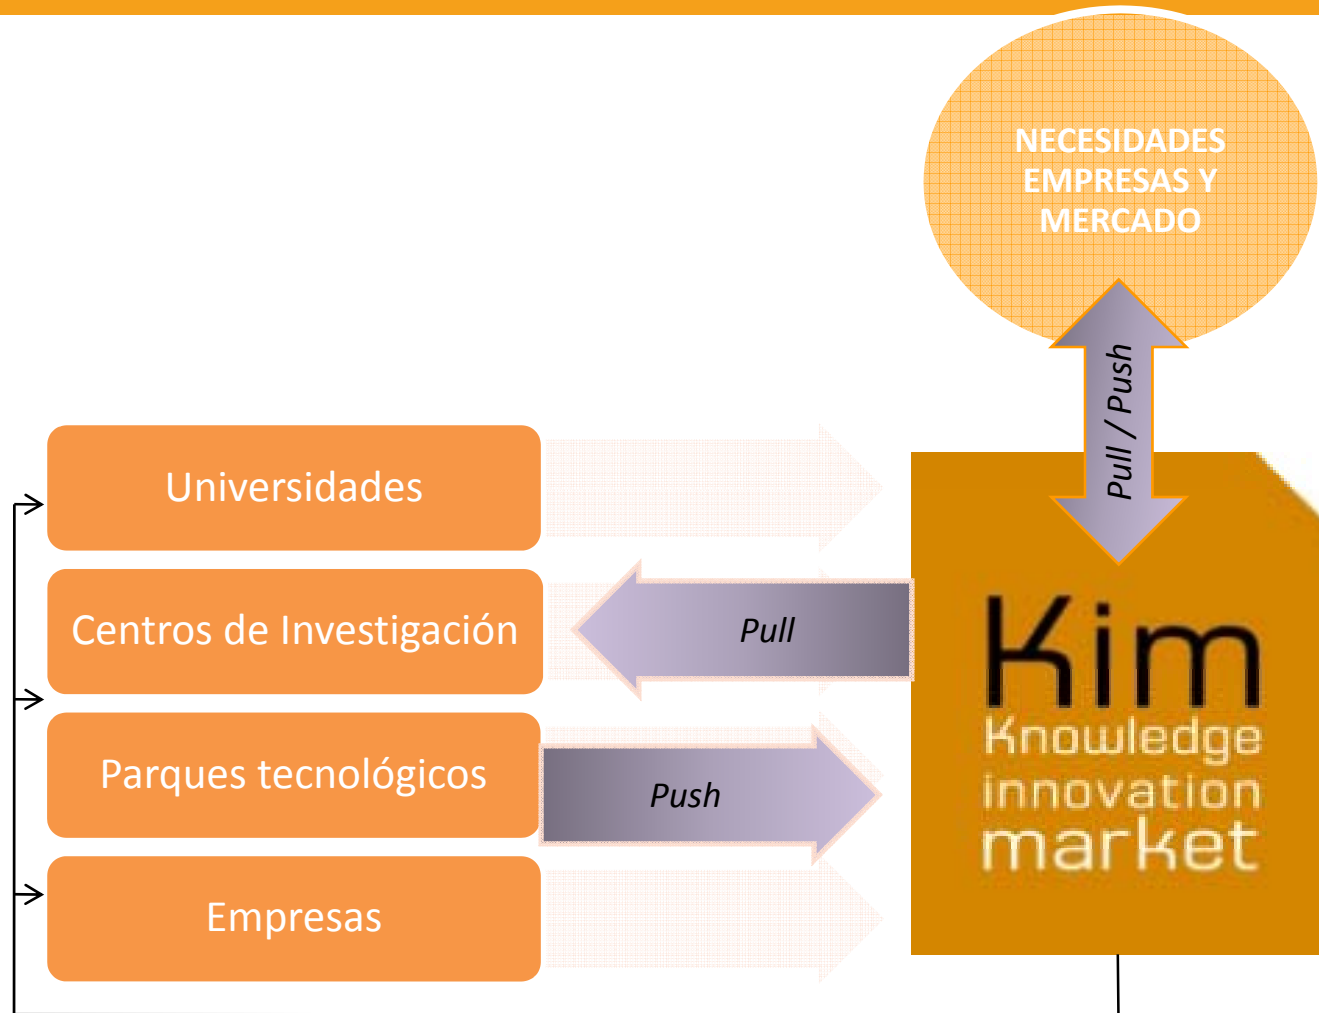 NECESIDADES
EMPRESAS Y
MERCADO
Pull / Push
Universidades
Centros de Investigación
Pull
Parques tecnológicos
Push
Empresas
Kim
Knowledge
innovation
market